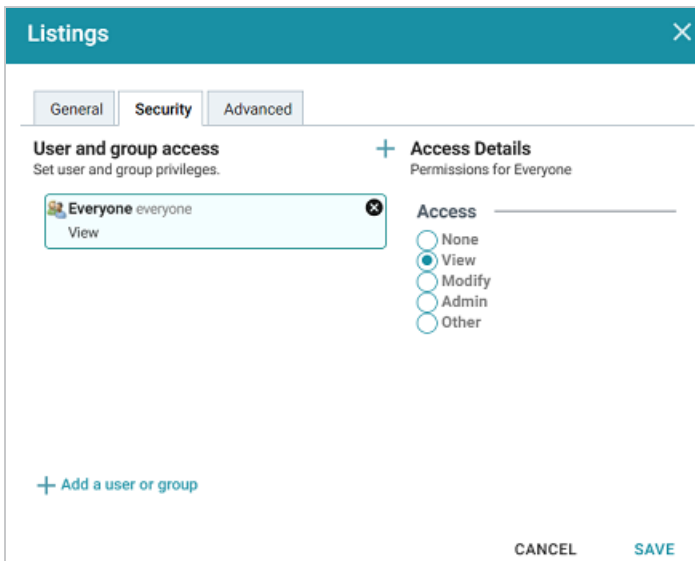 Listings
General Security Advanced
User and group access
Set user and group privileges.
Everyone everyone
View
Add a user or group
Access Details
Permissions for Everyone
Access
None
View
Modify
Admin
Other
CANCEL SAVE